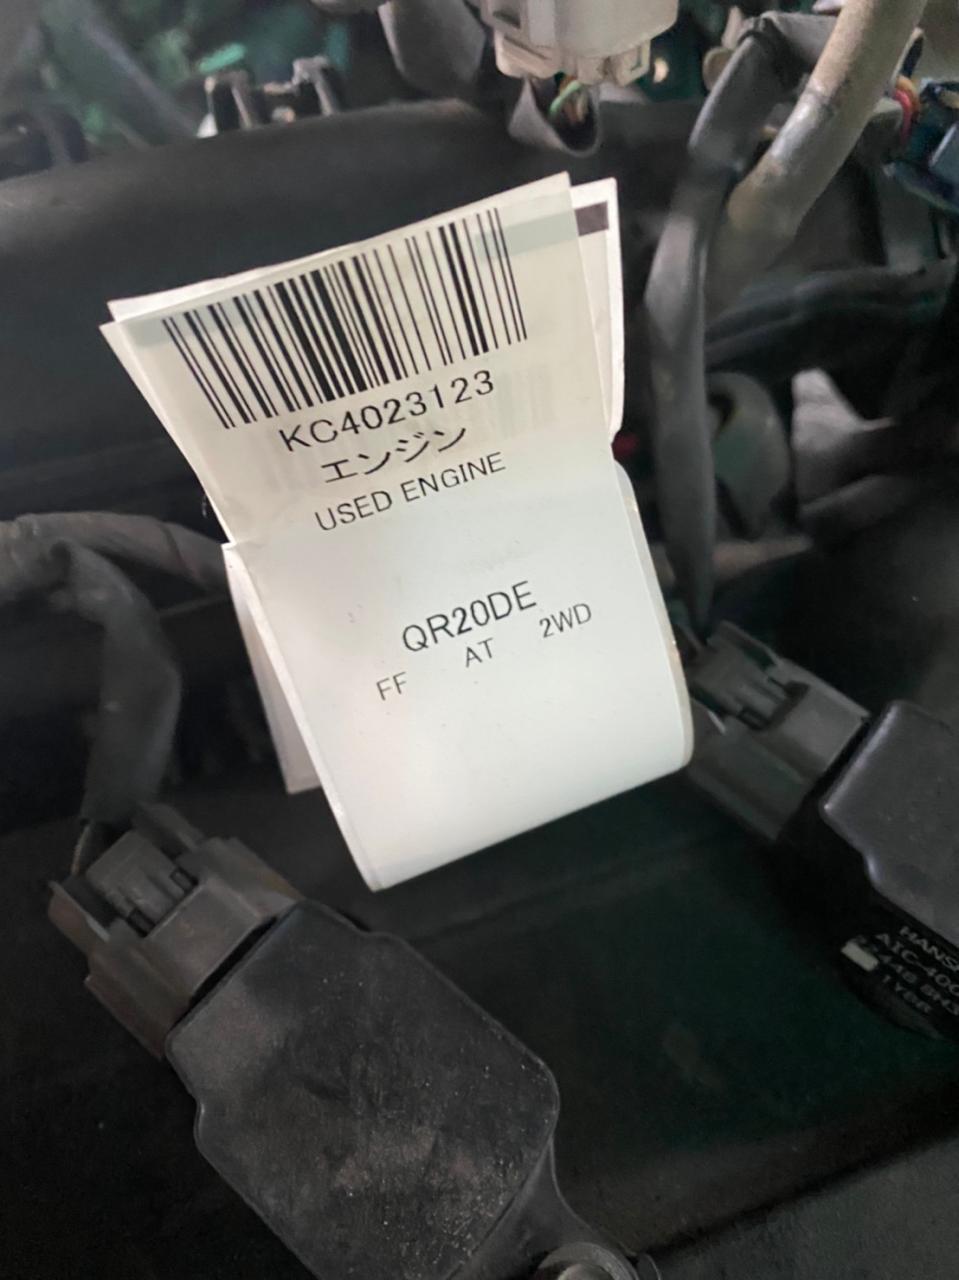 KC4023123
エンジン
USED ENGINE
QR20DE
FF AT 2WD